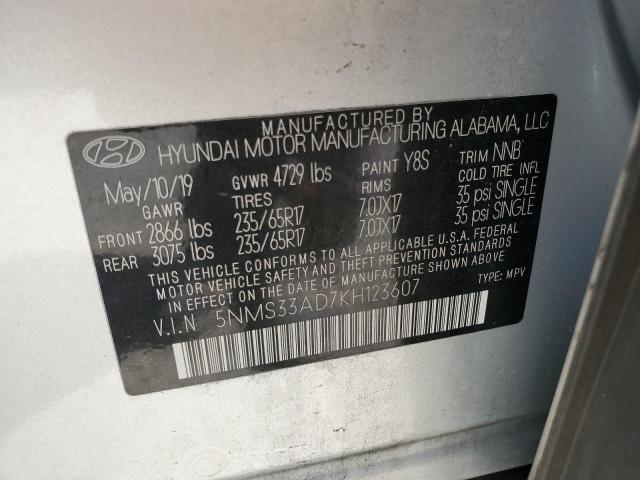 MANUFACTURED BY
HYUNDAI MOTOR MANUFACTURING ALABAMA, LLC
May/10/19 GVWR 4729 lbs PAINT Y8S TRIM NNB
GAWR TIRES RIMS COLD TIRE INFL
FRONT 2866 lbs 235/65R17 7.0JX17 35 psi SINGLE
REAR 3075 lbs 235/65R17 7.0JX17 35 psi SINGLE
THIS VEHICLE CONFORMS TO ALL APPLICABLE U.S.A. FEDERAL
MOTOR VEHICLE SAFETY AND THEFT PREVENTION STANDARDS
IN EFFECT ON THE DATE OF MANUFACTURE SHOWN ABOVE.
V.I.N 5NMS33AD7KH123607 TYPE: MPV